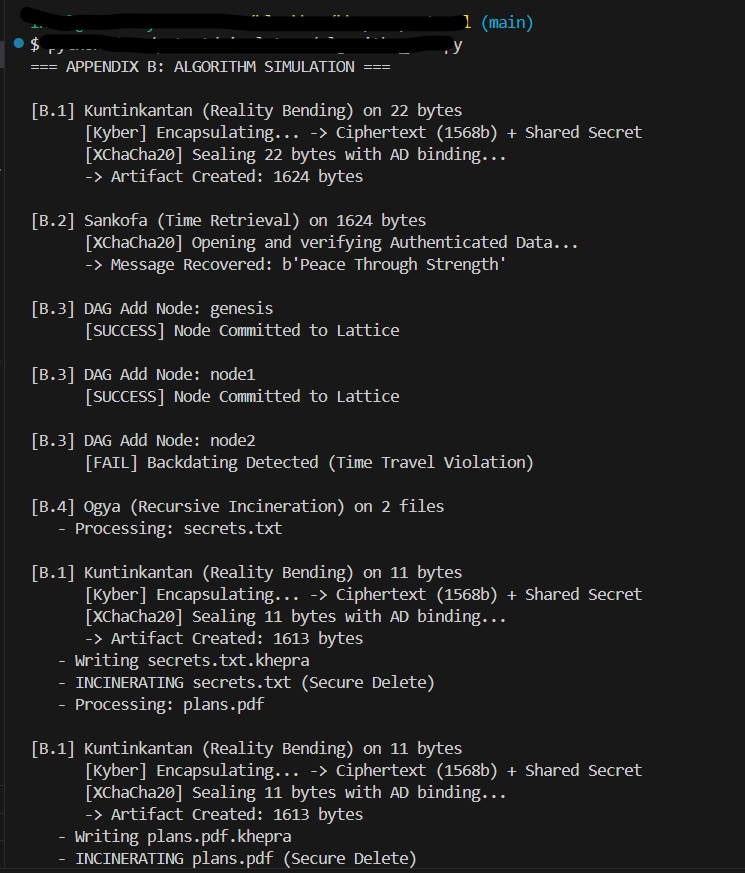 (main)
$
=== APPENDIX B: ALGORITHM SIMULATION ===
[B.1] Kuntinkantan (Reality Bending) on 22 bytes
[Kyber] Encapsulating... -> Ciphertext (1568b) + Shared Secret
[XChaCha20] Sealing 22 bytes with AD binding...
-> Artifact Created: 1624 bytes
[B.2] Sankofa (Time Retrieval) on 1624 bytes
[XChaCha20] Opening and verifying Authenticated Data...
-> Message Recovered: b'Peace Through Strength'
[B.3] DAG Add Node: genesis
[SUCCESS] Node Committed to Lattice
[B.3] DAG Add Node: node1
[SUCCESS] Node Committed to Lattice
[B.3] DAG Add Node: node2
[FAIL] Backdating Detected (Time Travel Violation)
[B.4] Ogya (Recursive Incineration) on 2 files
- Processing: secrets.txt
[B.1] Kuntinkantan (Reality Bending) on 11 bytes
[Kyber] Encapsulating... -> Ciphertext (1568b) + Shared Secret
[XChaCha20] Sealing 11 bytes with AD binding...
-> Artifact Created: 1613 bytes
- Writing secrets.txt.khepra
- INCINERATING secrets.txt (Secure Delete)
- Processing: plans.pdf
[B.1] Kuntinkantan (Reality Bending) on 11 bytes
[Kyber] Encapsulating... -> Ciphertext (1568b) + Shared Secret
[XChaCha20] Sealing 11 bytes with AD binding...
-> Artifact Created: 1613 bytes
- Writing plans.pdf.khepra
- INCINERATING plans.pdf (Secure Delete)